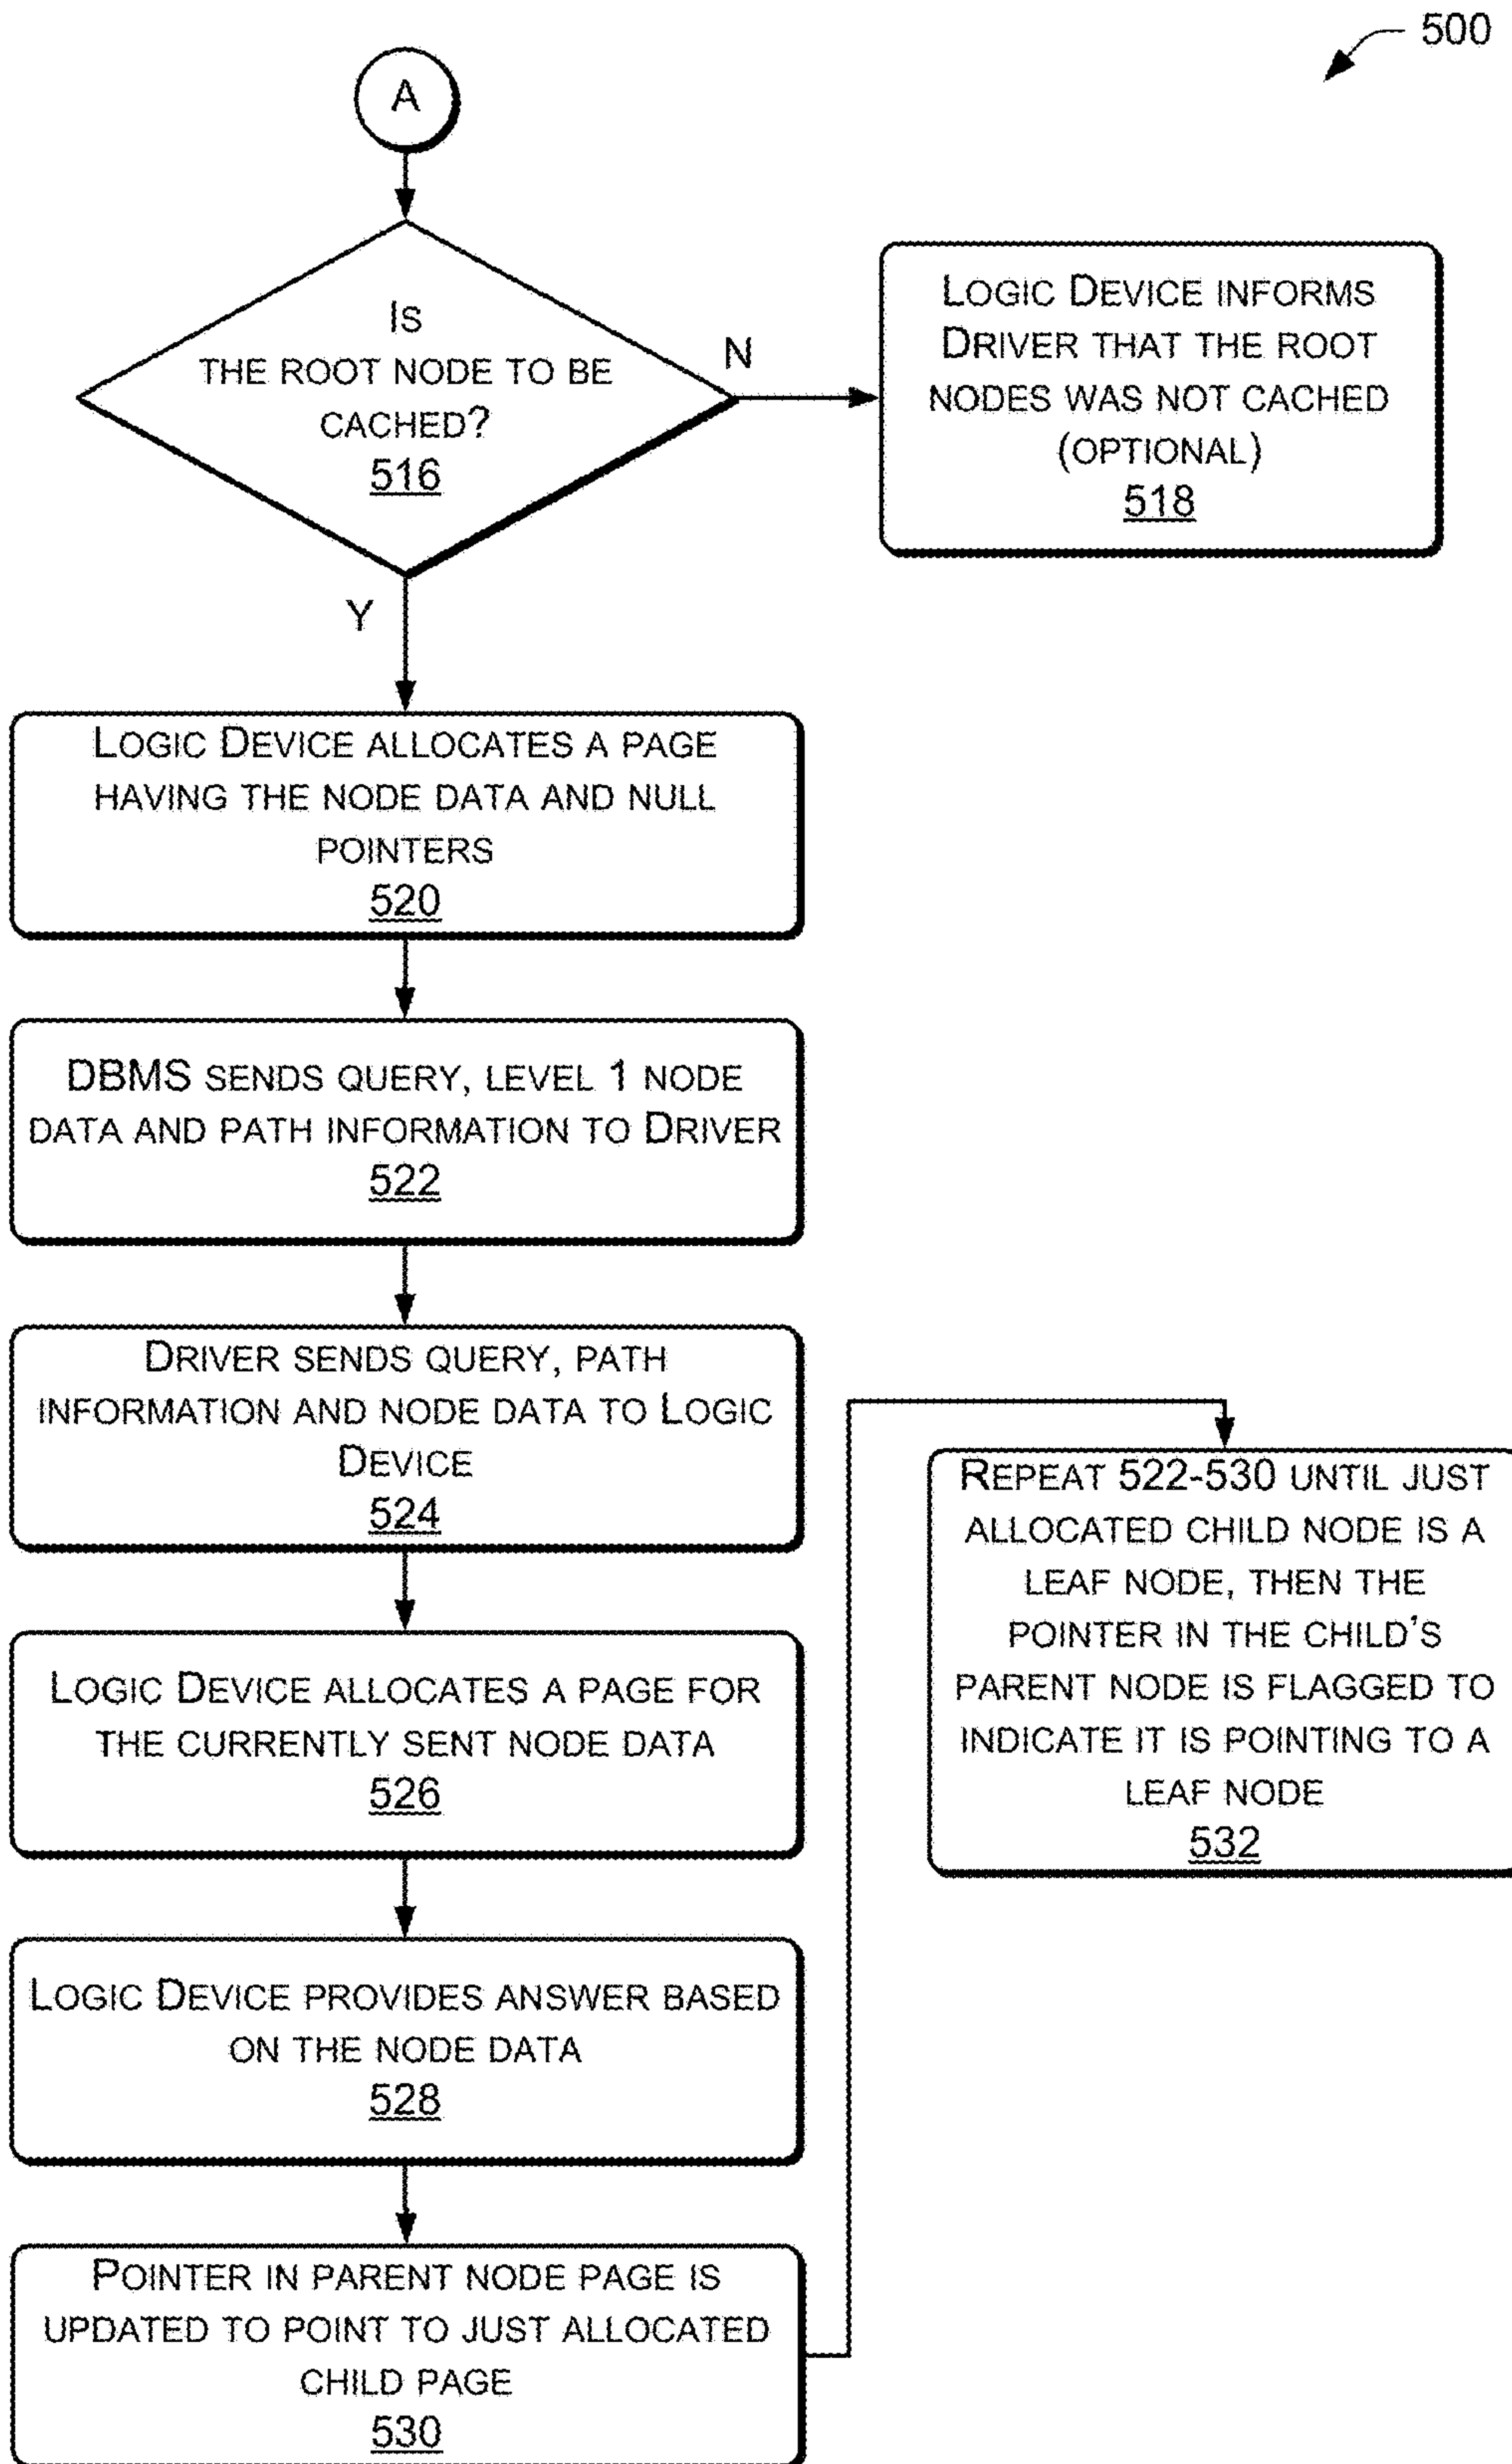 500
A
Is
THE ROOT NODE TO BE
CACHED?
516
N
LOGIC DEVICE INFORMS
DRIVER THAT THE ROOT
NODES WAS NOT CACHED
(OPTIONAL)
518
Y
LOGIC DEVICE ALLOCATES A PAGE
HAVING THE NODE DATA AND NULL
POINTERS
520
DBMS SENDS QUERY, LEVEL 1 NODE
DATA AND PATH INFORMATION TO DRIVER
522
DRIVER SENDS QUERY, PATH
INFORMATION AND NODE DATA TO LOGIC
DEVICE
524
LOGIC DEVICE ALLOCATES A PAGE FOR
THE CURRENTLY SENT NODE DATA
526
LOGIC DEVICE PROVIDES ANSWER BASED
ON THE NODE DATA
528
POINTER IN PARENT NODE PAGE IS
UPDATED TO POINT TO JUST ALLOCATED
CHILD PAGE
530
REPEAT 522-530 UNTIL JUST
ALLOCATED CHILD NODE IS A
LEAF NODE, THEN THE
POINTER IN THE CHILD'S
PARENT NODE IS FLAGGED TO
INDICATE IT IS POINTING TO A
LEAF NODE
532